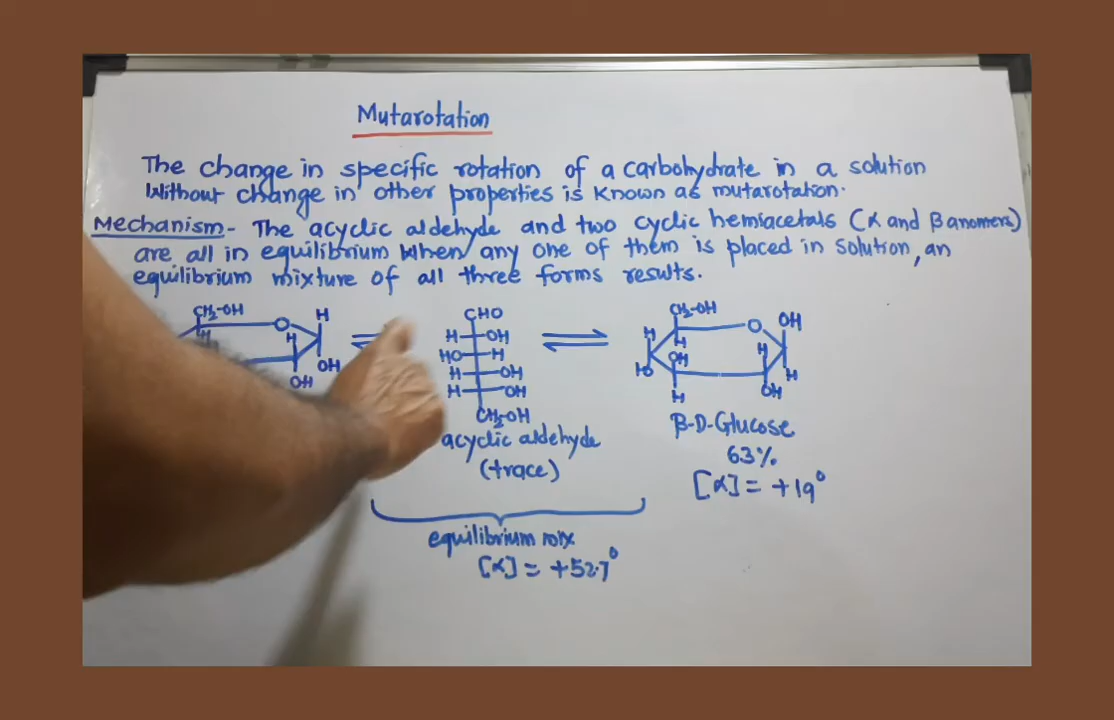 Mutarotation
The change in specific rotation of a carbohydrate in a solution
without change in other properties is known as mutarotation.
Mechanism- The acyclic aldehyde and two cyclic hemiacetals (α and β anomers)
are all in equilibrium when any one of them is placed in solution, an
equilibrium mixture of all three forms results.
CH₂-OH O H H H OH OH
⇌
CHO
H OH
HO H
H OH
H OH
CH₂-OH
acyclic aldehyde
(trace)
⇌
CH₂-OH O OH H H OH H HO H OH H
β-D-Glucose
63%
[α] = +19°
equilibrium mix
[α] = +52.7°